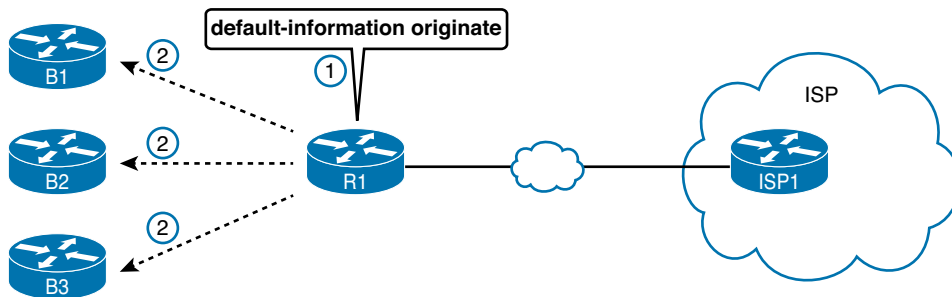 default-information originate
1
2
B1
2
B2
2
B3
R1
ISP
ISP1